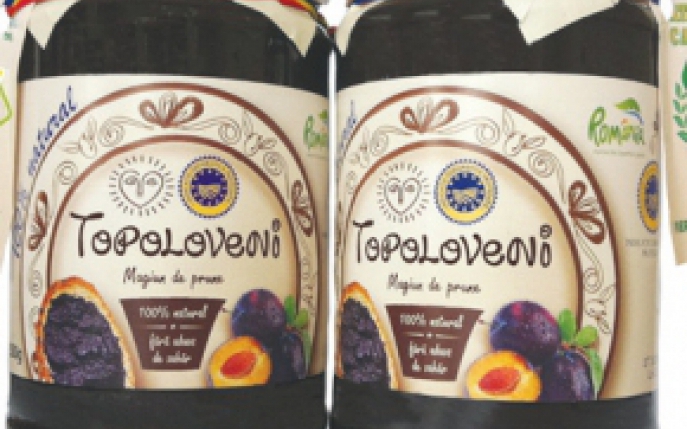 100% natural
TOPOLOVENI
Magiun de prune
100% natural
+
fără adaos
de zahăr
România
TOPOLOVENI
Magiun de prune
100% natural
+
fără adaos
de zahăr